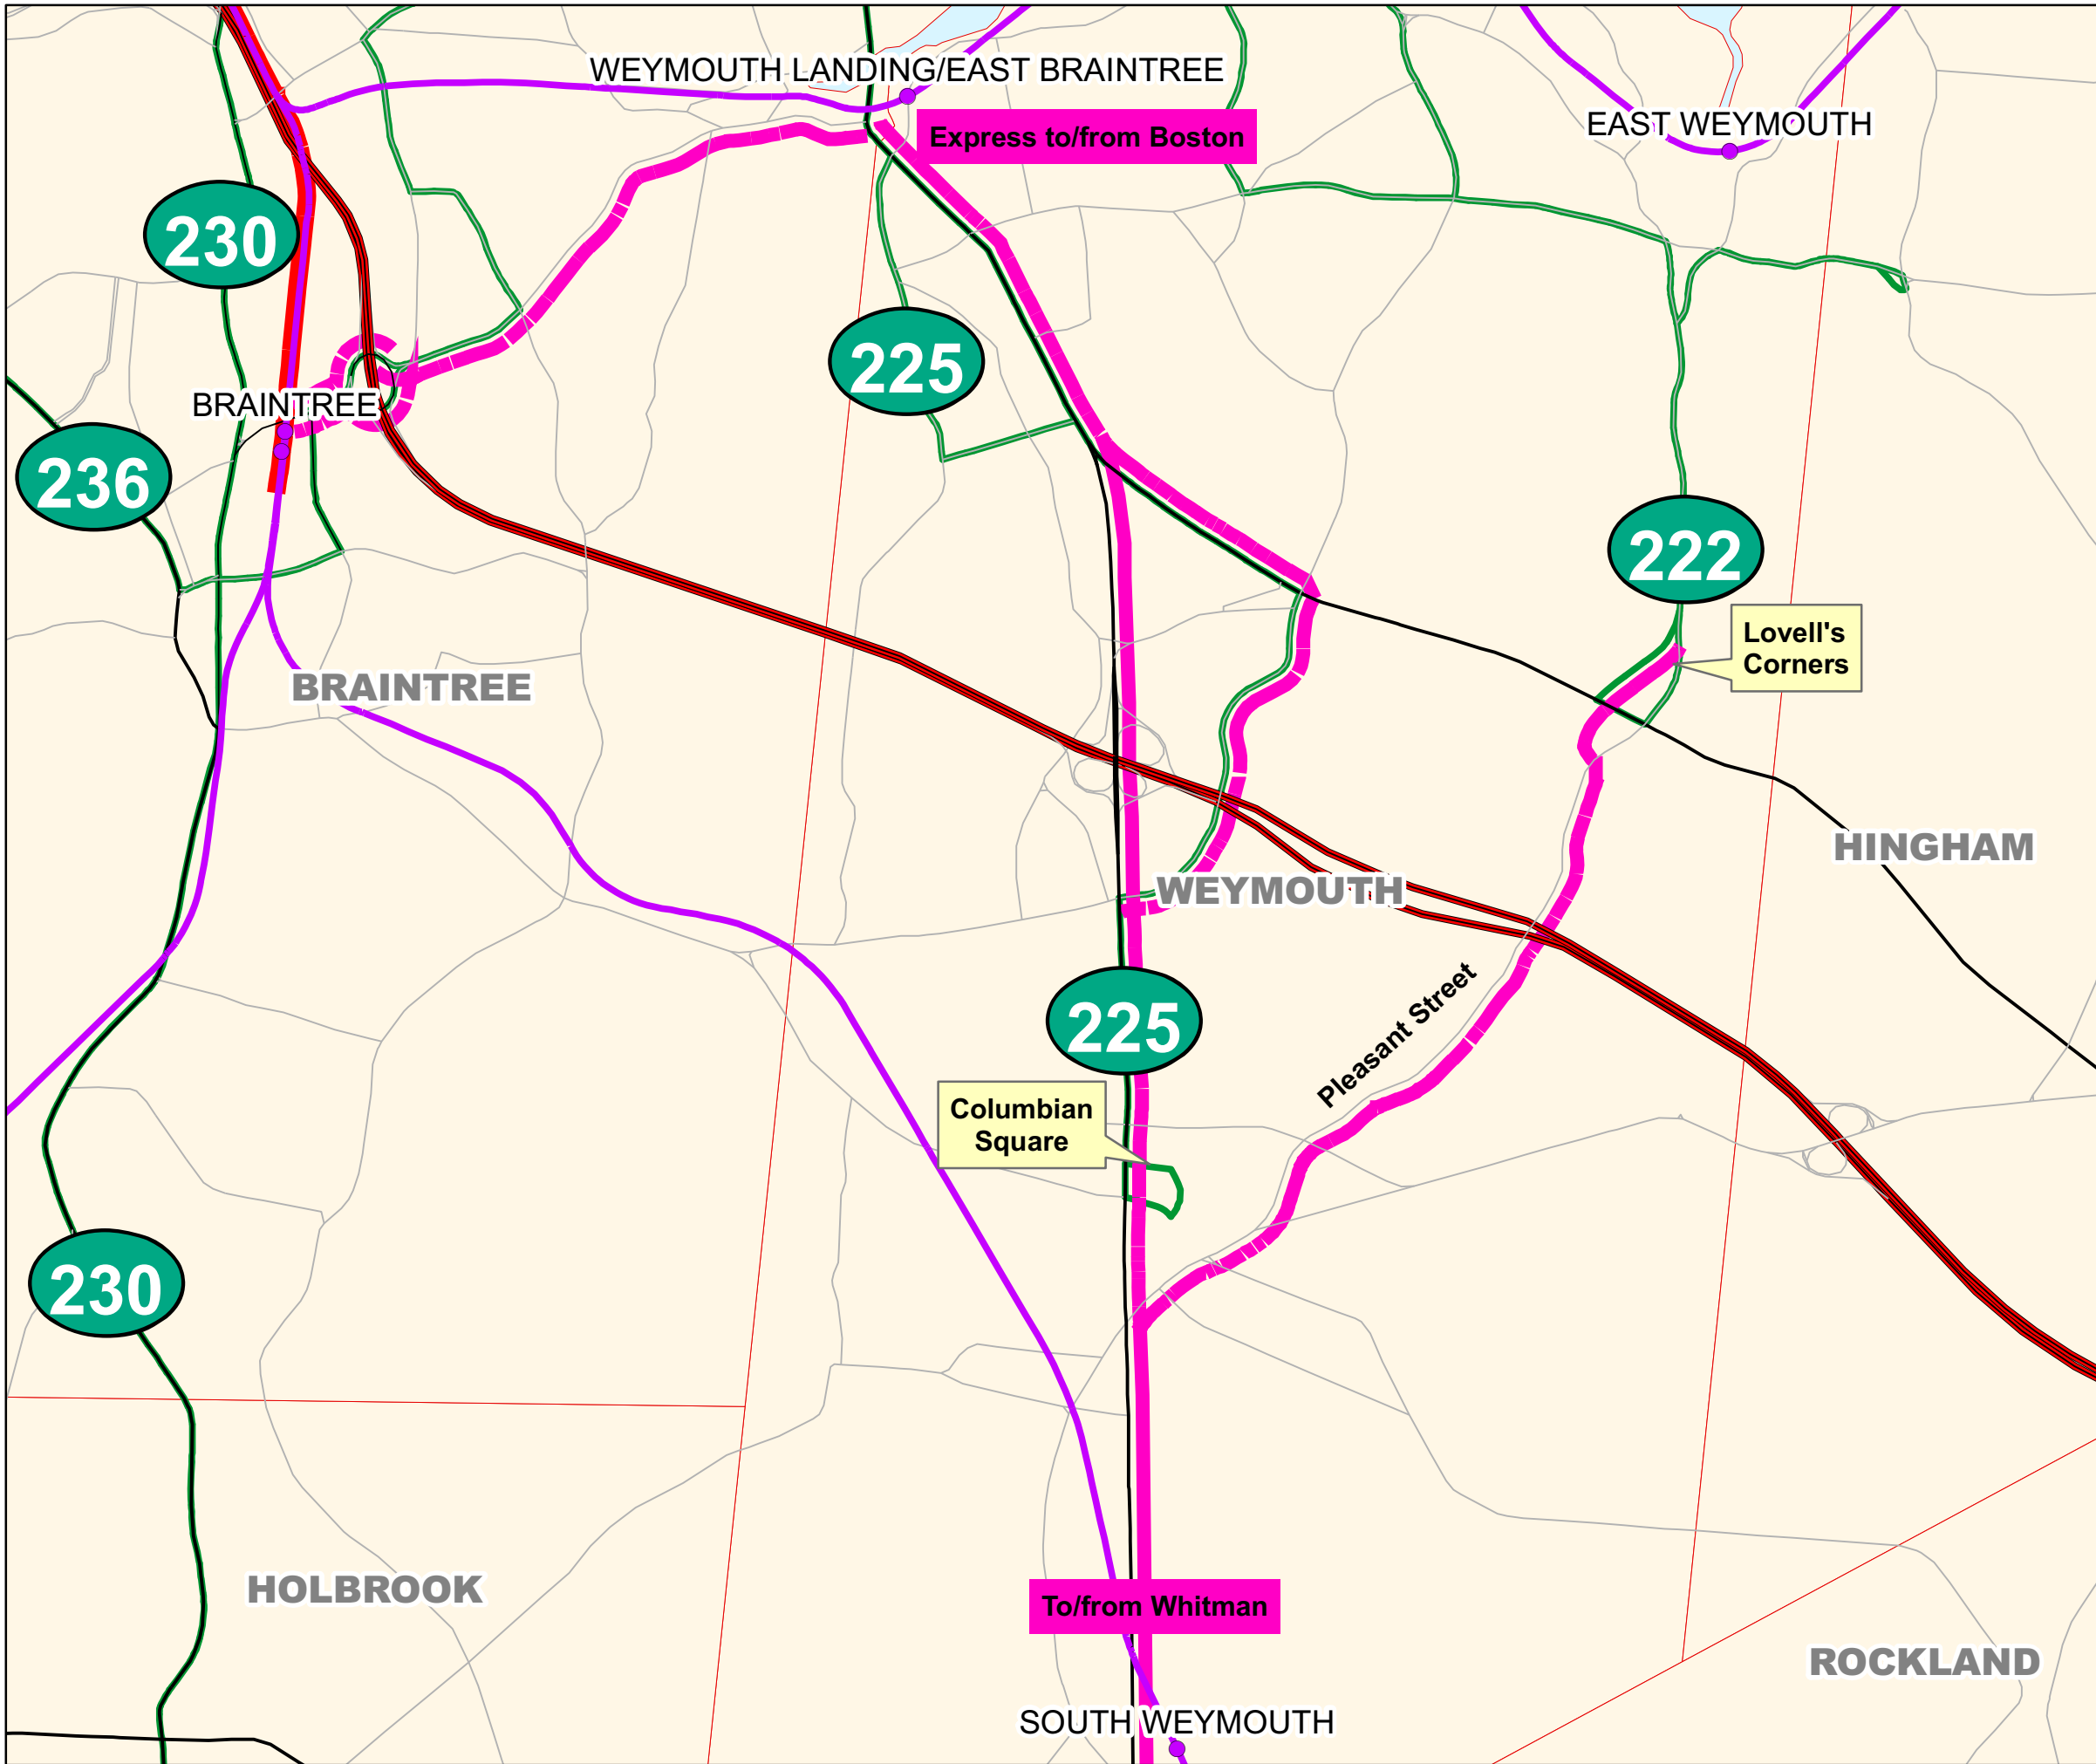 WEYMOUTH LANDING/EAST BRAINTREE
EAST WEYMOUTH
Express to/from Boston
230
225
BRAINTREE
236
222
Lovell's
Corners
BRAINTREE
HINGHAM
WEYMOUTH
Pleasant Street
225
Columbian
Square
230
HOLBROOK
To/from Whitman
ROCKLAND
SOUTH WEYMOUTH